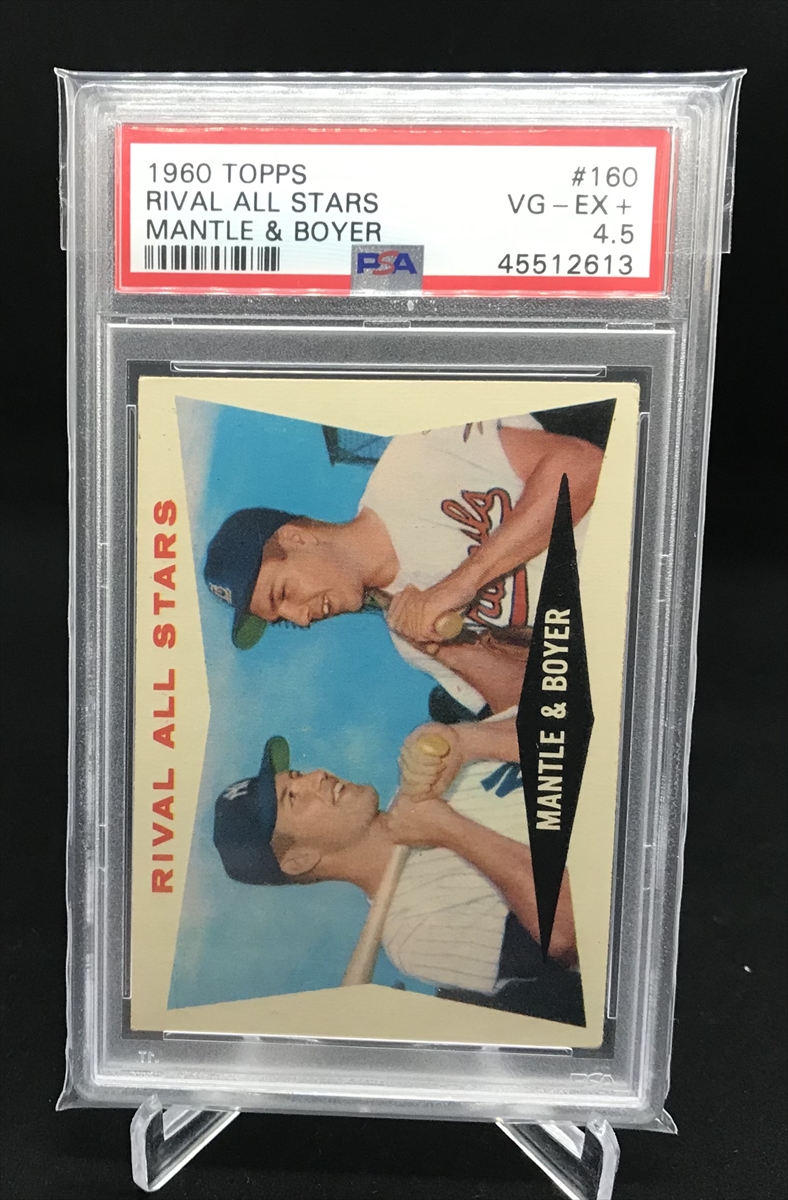 1960 TOPPS #160
RIVAL ALL STARS VG-EX+
MANTLE & BOYER 4.5
PSA 45512613
RIVAL ALL STARS
MANTLE & BOYER
PSA